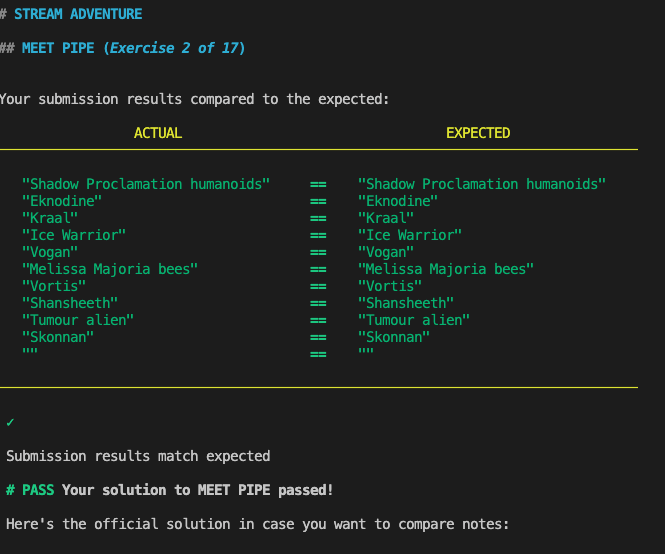 # STREAM ADVENTURE
## MEET PIPE (Exercise 2 of 17)
Your submission results compared to the expected:
ACTUAL EXPECTED
"Shadow Proclamation humanoids" == "Shadow Proclamation humanoids"
"Eknodine" == "Eknodine"
"Kraal" == "Kraal"
"Ice Warrior" == "Ice Warrior"
"Vogan" == "Vogan"
"Melissa Majoria bees" == "Melissa Majoria bees"
"Vortis" == "Vortis"
"Shansheeth" == "Shansheeth"
"Tumour alien" == "Tumour alien"
"Skonnan" == "Skonnan"
"" == ""
✓
Submission results match expected
# PASS Your solution to MEET PIPE passed!
Here's the official solution in case you want to compare notes: